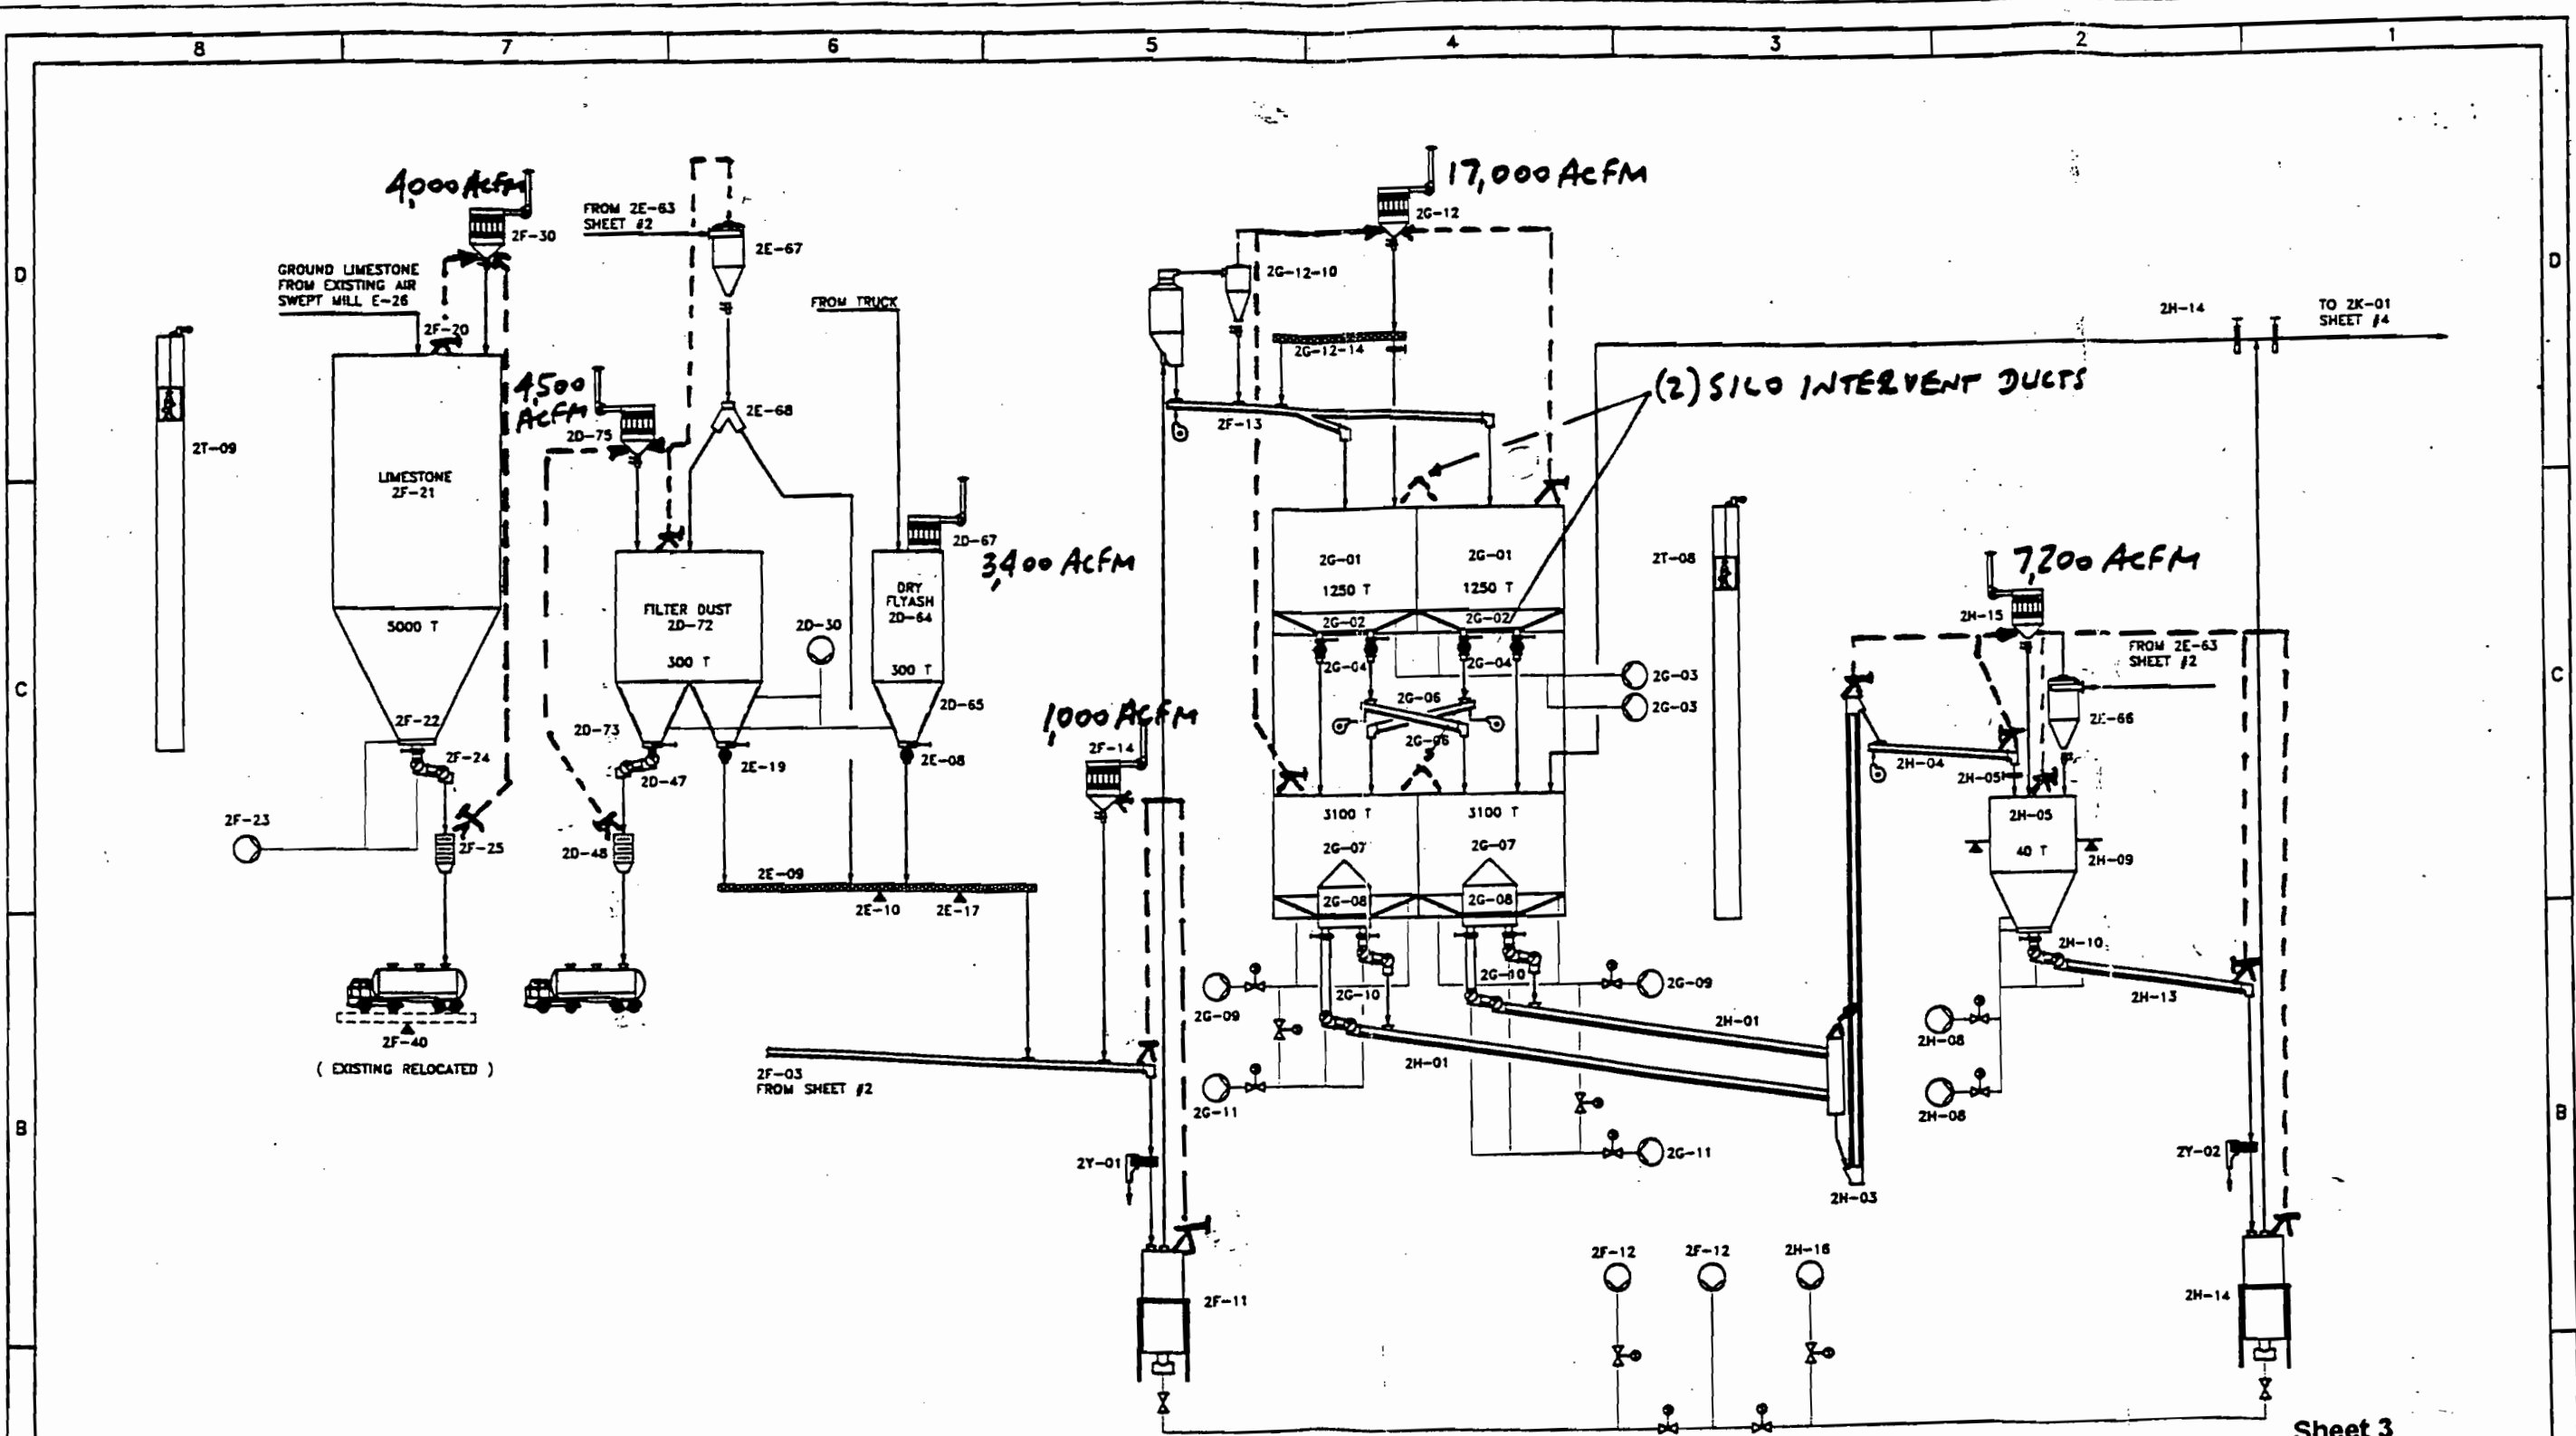 8 7 6 5 4 3 2 1
D
D
C
C
B
B
4,000 ACFM
2F-30
GROUND LIMESTONE
FROM EXISTING AIR
SWEPT MILL E-26
2F-20
2T-09
LIMESTONE
2F-21
5000 T
2F-22
2F-24
2F-23
2F-25
2F-40
( EXISTING RELOCATED )
FROM 2E-63
SHEET #2
2E-67
4,500
ACFM
2D-75
2E-68
FROM TRUCK
2D-67
3,400 ACFM
FILTER DUST
2D-72
300 T
DRY
FLYASH
2D-64
300 T
2D-30
2D-65
2D-73
2D-47
2E-19
2E-08
2D-48
2E-09
2E-10
2E-17
2F-03
FROM SHEET #2
1,000 ACFM
2F-14
2Y-01
2F-11
17,000 ACFM
2G-12
2G-12-10
2G-12-14
2F-13
(2) SILO INTERVENT DUCTS
2G-01
1250 T
2G-01
1250 T
2G-02
2G-02
2G-04
2G-04
2G-03
2G-03
2G-06
2G-06
3100 T
3100 T
2G-07
2G-07
2G-08
2G-08
2G-10
2G-10
2G-09
2G-09
2G-11
2G-11
2H-01
2H-01
2T-08
2H-03
2H-14
TO 2K-01
SHEET #4
7,200 ACFM
2H-15
FROM 2E-63
SHEET #2
2E-66
2H-04
2H-05
2H-05
40 T
2H-09
2H-10
2H-13
2H-08
2H-08
2Y-02
2H-14
2F-12
2F-12
2H-16
Sheet 3